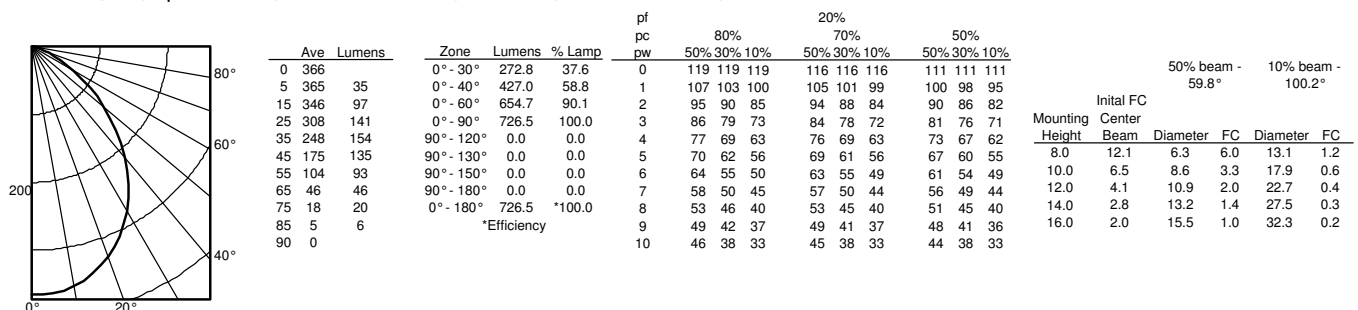 80°
60°
200
40°
0° 20°
Ave Lumens
0 366
5 365 35
15 346 97
25 308 141
35 248 154
45 175 135
55 104 93
65 46 46
75 18 20
85 5 6
90 0
Zone Lumens % Lamp
0° - 30° 272.8 37.6
0° - 40° 427.0 58.8
0° - 60° 654.7 90.1
0° - 90° 726.5 100.0
90° - 120° 0.0 0.0
90° - 130° 0.0 0.0
90° - 150° 0.0 0.0
90° - 180° 0.0 0.0
0° - 180° 726.5 *100.0
*Efficiency
pf 20%
pc 80% 70% 50%
pw 50% 30% 10% 50% 30% 10% 50% 30% 10%
0 119 119 119 116 116 116 111 111 111
1 107 103 100 105 101 99 100 98 95
2 95 90 85 94 88 84 90 86 82
3 86 79 73 84 78 72 81 76 71
4 77 69 63 76 69 63 73 67 62
5 70 62 56 69 61 56 67 60 55
6 64 55 50 63 55 49 61 54 49
7 58 50 45 57 50 44 56 49 44
8 53 46 40 53 45 40 51 45 40
9 49 42 37 49 41 37 48 41 36
10 46 38 33 45 38 33 44 38 33
50% beam - 10% beam -
59.8° 100.2°
Inital FC
Mounting Center
Height Beam Diameter FC Diameter FC
8.0 12.1 6.3 6.0 13.1 1.2
10.0 6.5 8.6 3.3 17.9 0.6
12.0 4.1 10.9 2.0 22.7 0.4
14.0 2.8 13.2 1.4 27.5 0.3
16.0 2.0 15.5 1.0 32.3 0.2